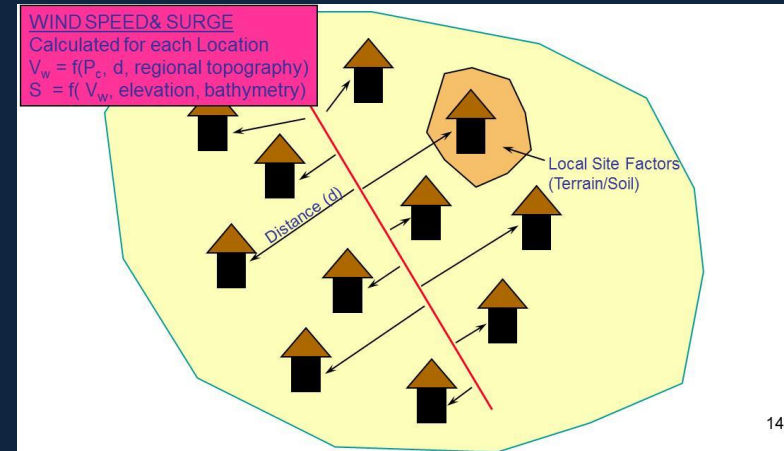 WIND SPEED& SURGE
Calculated for each Location
Vw = f(Pc, d, regional topography)
S = f( Vw, elevation, bathymetry)
Local Site Factors
(Terrain/Soil)
Distance (d)
14